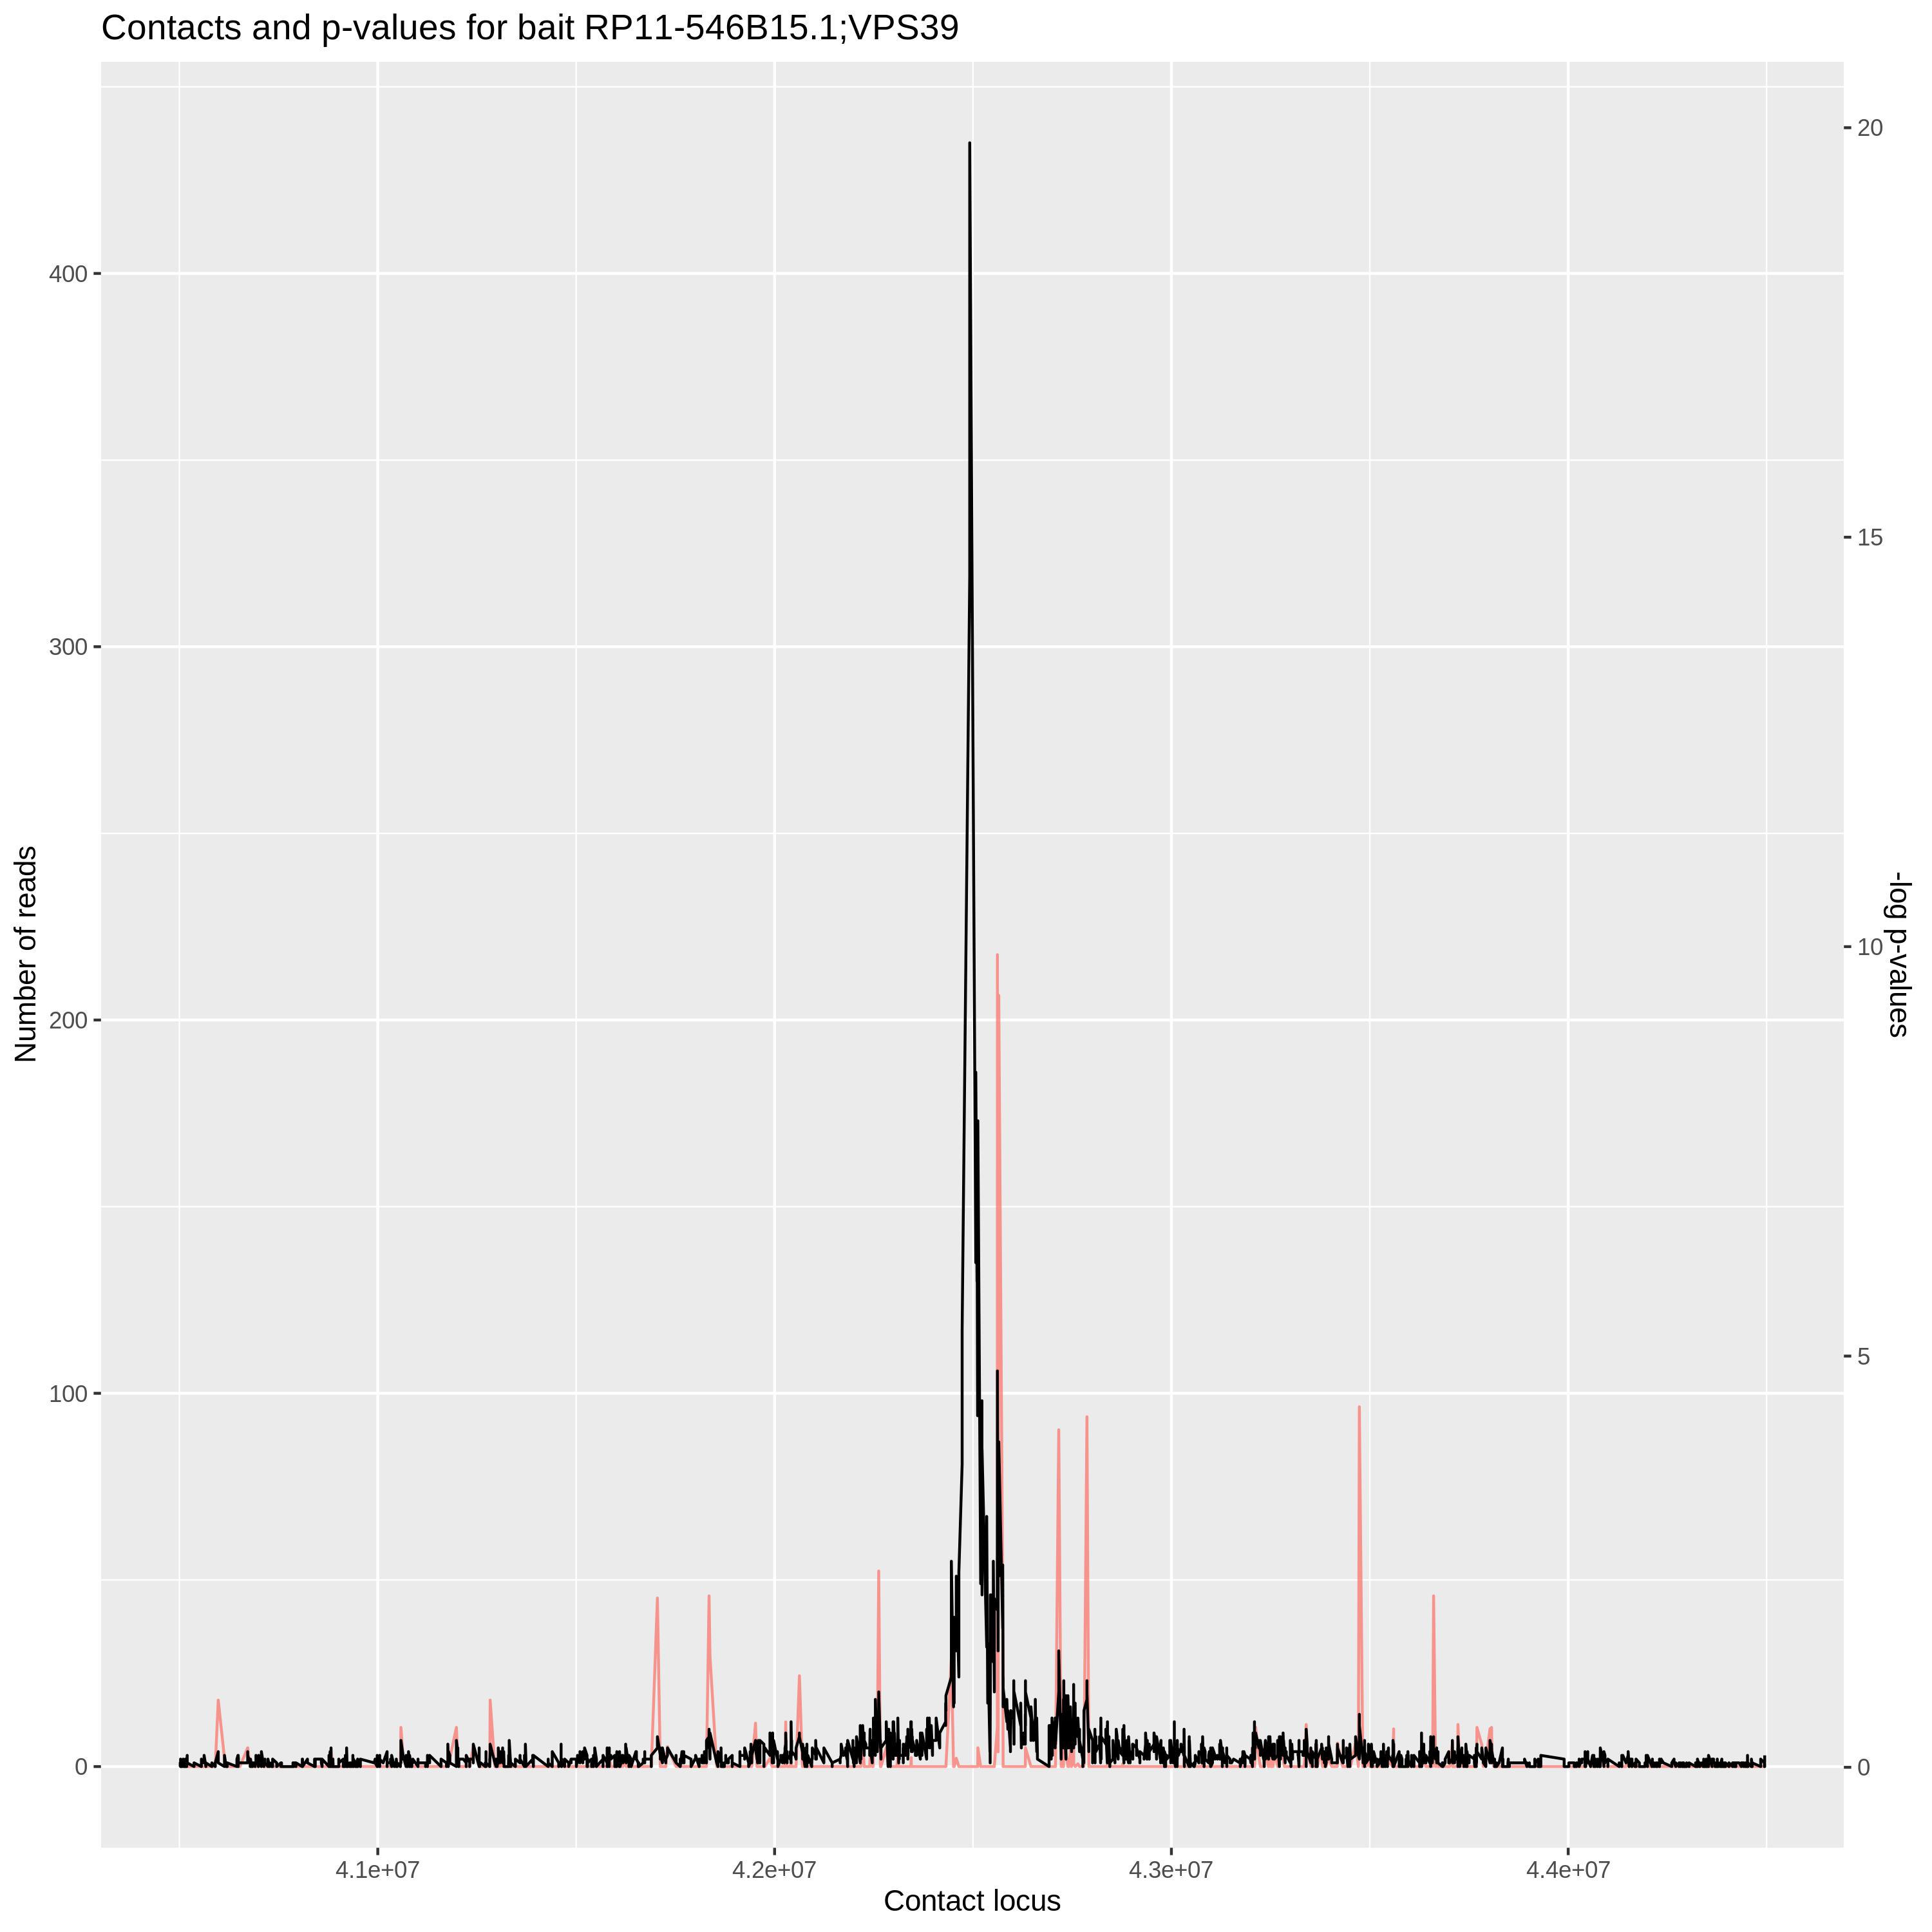 Contacts and p-values for bait RP11-546B15.1;VPS39
Number of reads
400
300
200
100
0
20
15
10
5
0
-log p-values
4.1e+07
4.2e+07
4.3e+07
4.4e+07
Contact locus